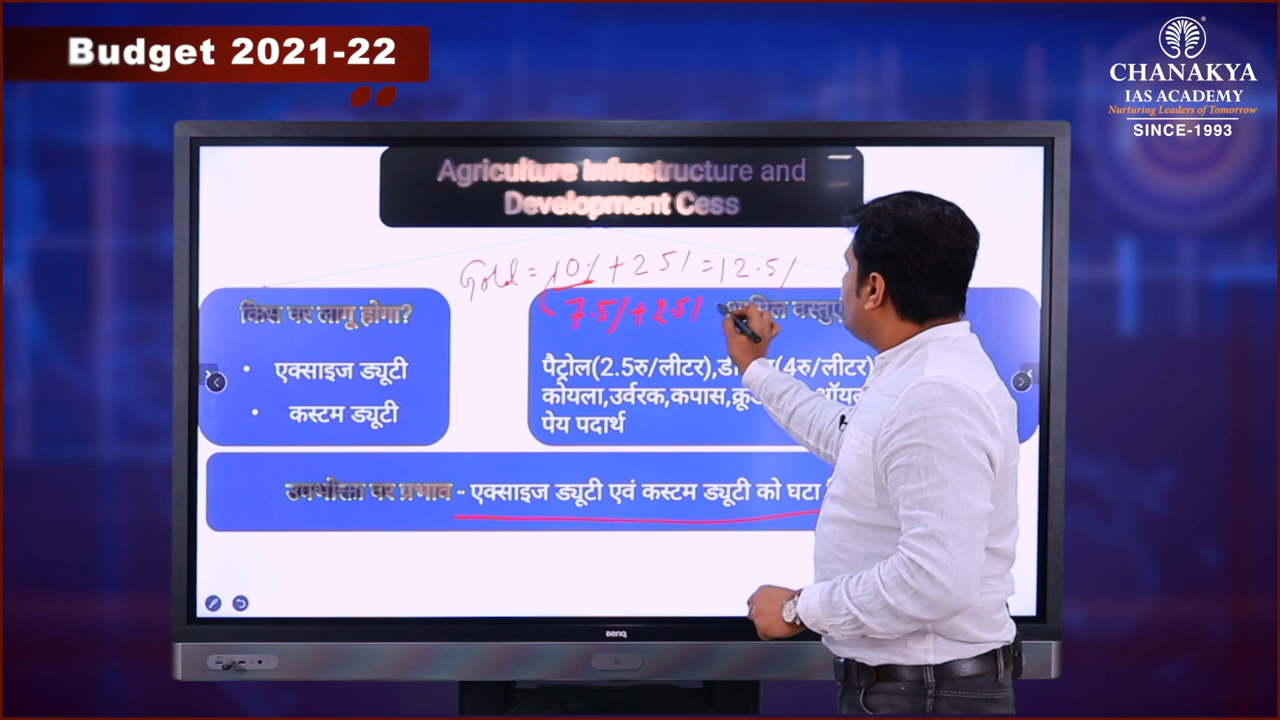 Budget 2021-22
CHANAKYA
IAS ACADEMY
Nurturing Leaders of Tomorrow
SINCE-1993
Agriculture Infrastructure and
Development Cess
Gold = 10% + 2.5% = 12.5%
7.5% + 2.5%
किस पर लागू होगा?
• एक्साइज ड्यूटी
• कस्टम ड्यूटी
वस्तुएं
पैट्रोल(2.5रु/लीटर),(4रु/लीटर)
कोयला,उर्वरक,कपास,
पेय पदार्थ
उपभोक्ता पर प्रभाव - एक्साइज ड्यूटी एवं कस्टम ड्यूटी को घटा
BenQ